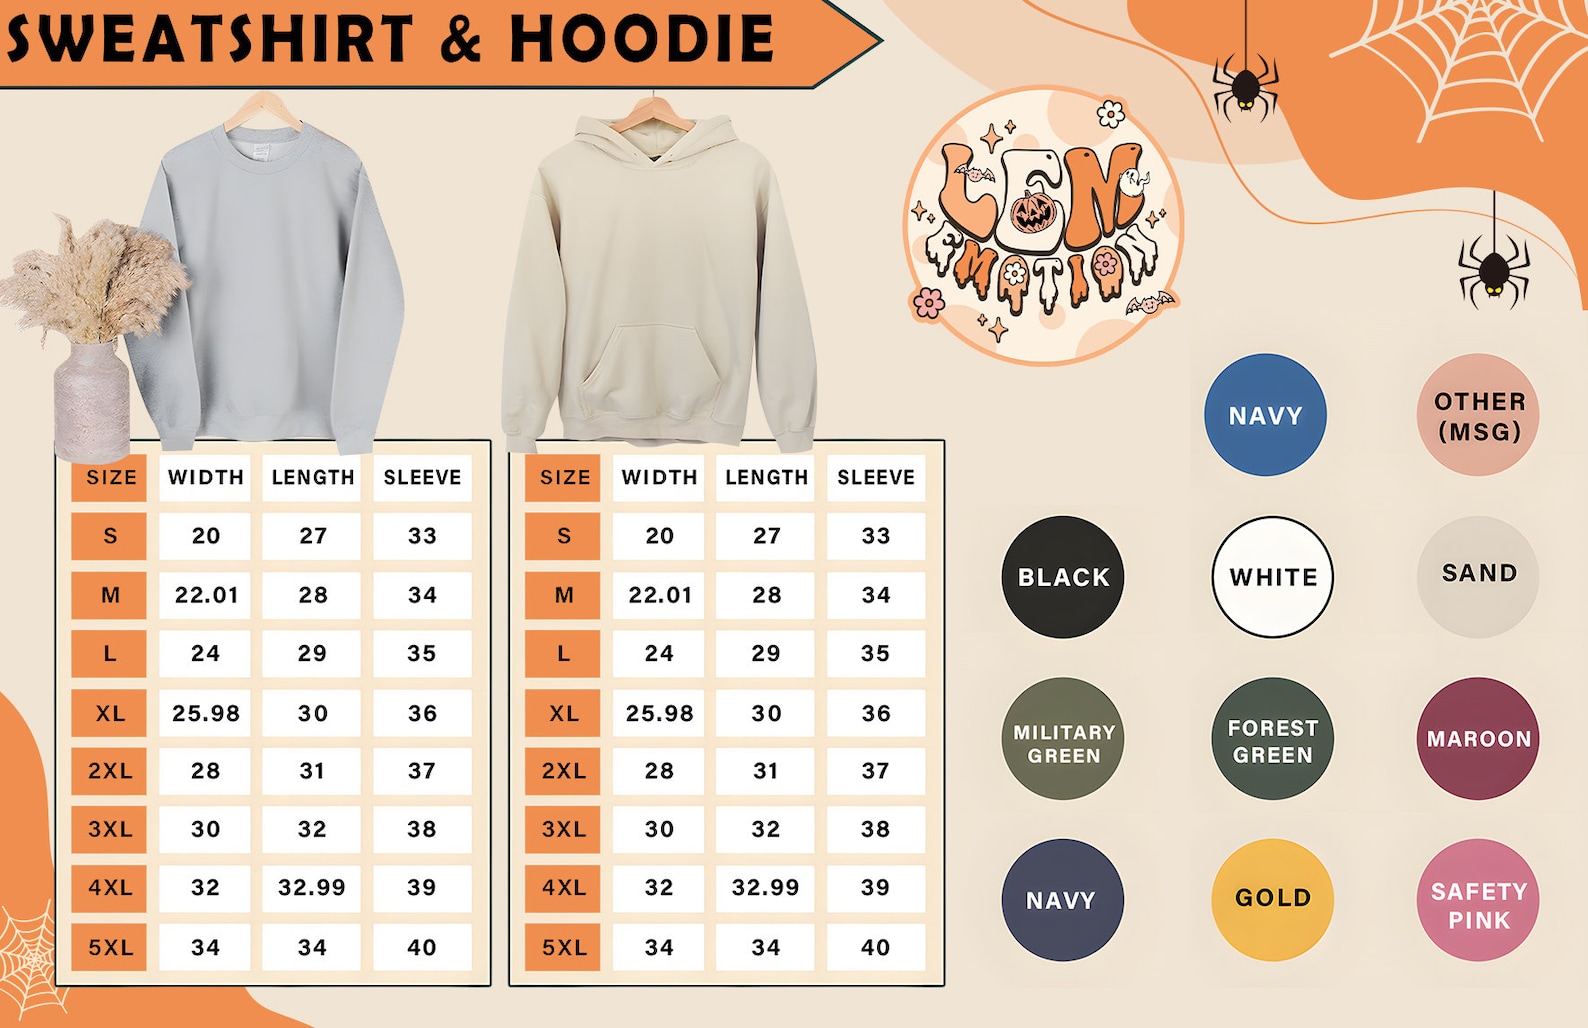 SWEATSHIRT & HOODIE
LEM
EMOTION
SIZE WIDTH LENGTH SLEEVE
S 20 27 33
M 22.01 28 34
L 24 29 35
XL 25.98 30 36
2XL 28 31 37
3XL 30 32 38
4XL 32 32.99 39
5XL 34 34 40
SIZE WIDTH LENGTH SLEEVE
S 20 27 33
M 22.01 28 34
L 24 29 35
XL 25.98 30 36
2XL 28 31 37
3XL 30 32 38
4XL 32 32.99 39
5XL 34 34 40
NAVY
OTHER
(MSG)
BLACK
WHITE
SAND
MILITARY
GREEN
FOREST
GREEN
MAROON
NAVY
GOLD
SAFETY
PINK